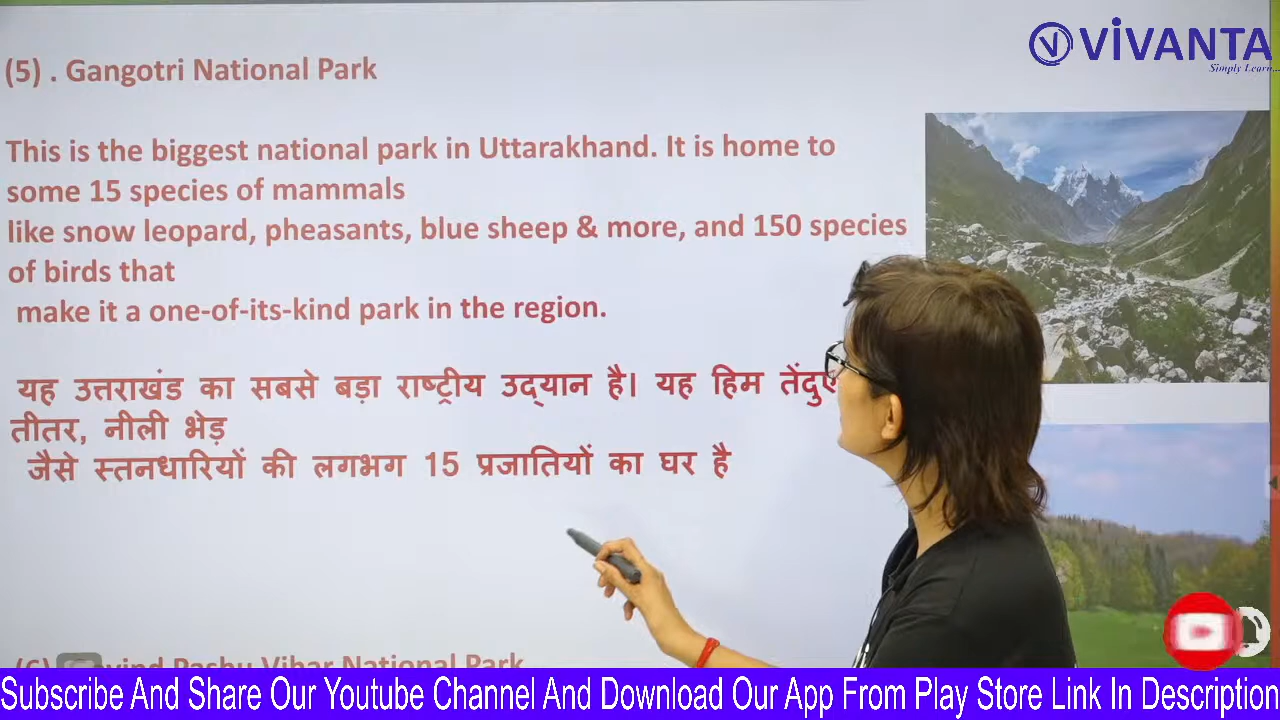 VİVANTA
Simply Learn...
(5) . Gangotri National Park
This is the biggest national park in Uttarakhand. It is home to
some 15 species of mammals
like snow leopard, pheasants, blue sheep & more, and 150 species
of birds that
make it a one-of-its-kind park in the region.
यह उत्तराखंड का सबसे बड़ा राष्ट्रीय उद्यान है। यह हिम तेंदुए
तीतर, नीली भेड़
जैसे स्तनधारियों की लगभग 15 प्रजातियों का घर है
(6) Govind Pashu Vihar National Park
Subscribe And Share Our Youtube Channel And Download Our App From Play Store Link In Description